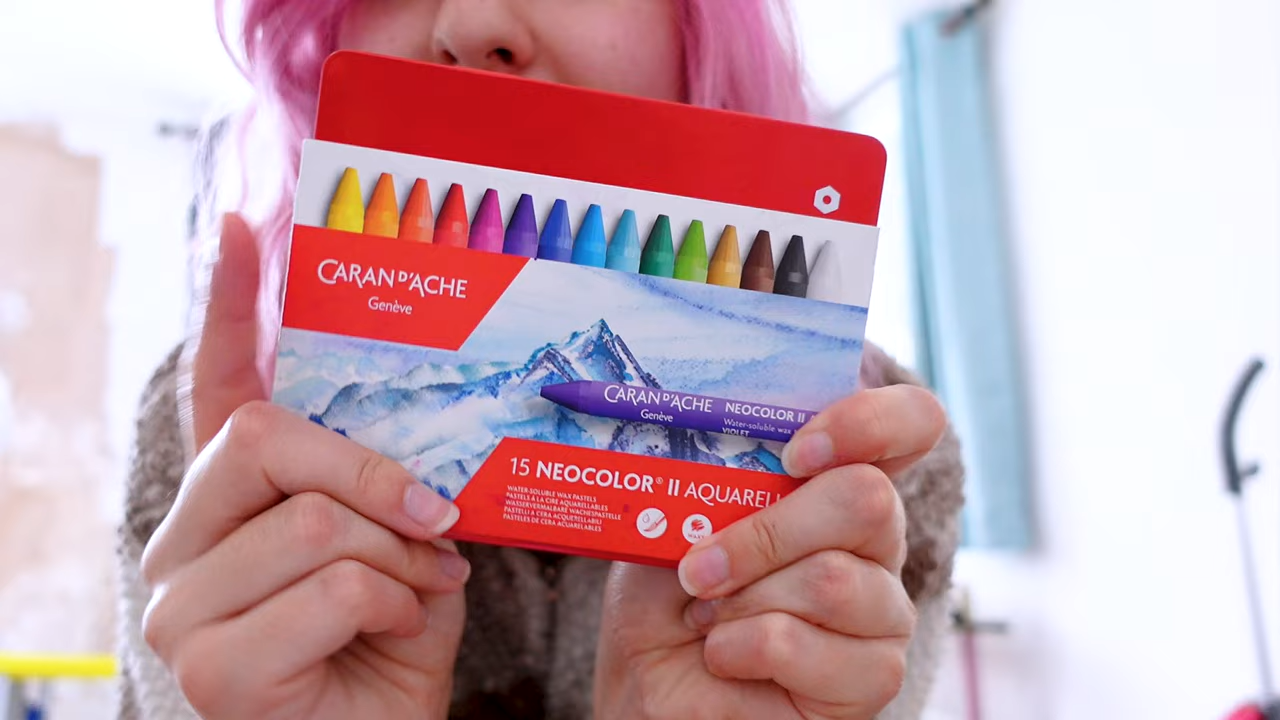 CARAN D'ACHE
Genève
CARAN D'ACHE
Genève
NEOCOLOR II
Water-soluble wax
VIOLET
15 NEOCOLOR® II AQUARELL
WATER-SOLUBLE WAX PASTELS
PASTELS À LA CIRE AQUARELLABLES
WASSERVERMALBARE WACHSPASTELLE
PASTELLI A CERA ACQUERELLABILI
PASTELES DE CERA ACUARELABLES